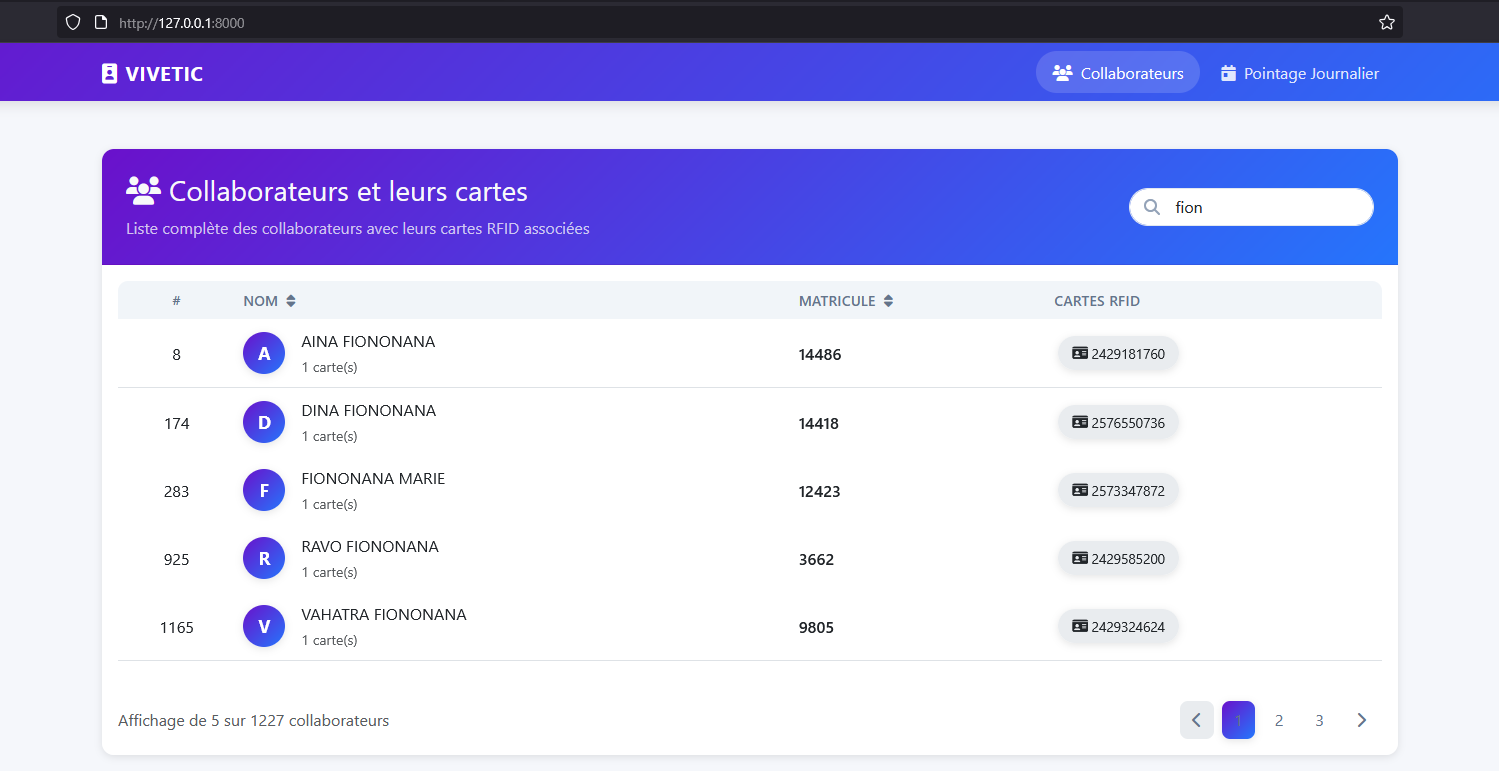 http://127.0.0.1:8000
VIVETIC
Collaborateurs
Pointage Journalier
Collaborateurs et leurs cartes
Liste complète des collaborateurs avec leurs cartes RFID associées
fion
# NOM MATRICULE CARTES RFID
8 A AINA FIONONANA 14486 2429181760
1 carte(s)
174 D DINA FIONONANA 14418 2576550736
1 carte(s)
283 F FIONONANA MARIE 12423 2573347872
1 carte(s)
925 R RAVO FIONONANA 3662 2429585200
1 carte(s)
1165 V VAHATRA FIONONANA 9805 2429324624
1 carte(s)
Affichage de 5 sur 1227 collaborateurs
1 2 3